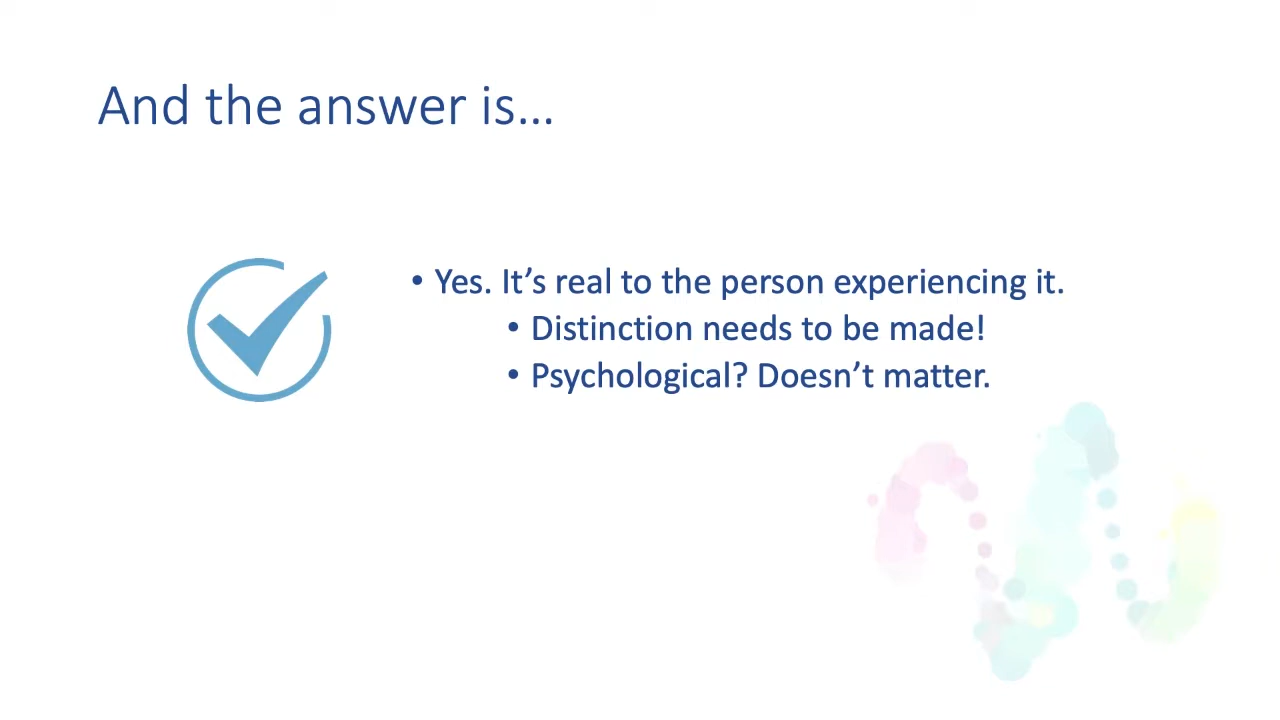 And the answer is...
• Yes. It’s real to the person experiencing it.
• Distinction needs to be made!
• Psychological? Doesn’t matter.